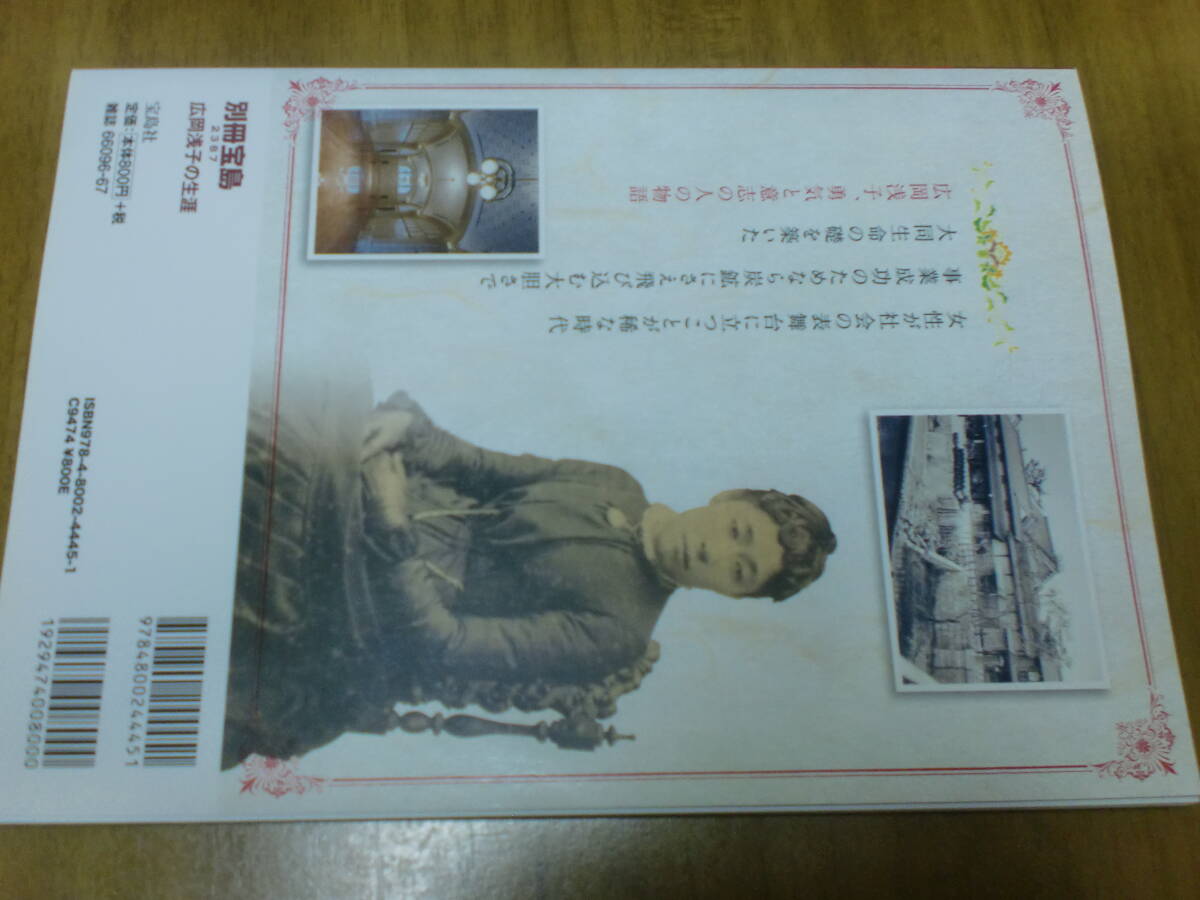 女性が社会の表舞台に立つことが稀な時代
事業成功のためなら炭鉱にさえ飛び込む大胆さで
大同生命の礎を築いた
広岡浅子、勇気と意志の人の物語
別冊宝島
2387
広岡浅子の生涯
宝島社
定価:本体800円+税
雑誌 66096-67
ISBN978-4-8002-4445-1
C9474 ¥800E
9784800244451
1929474008000